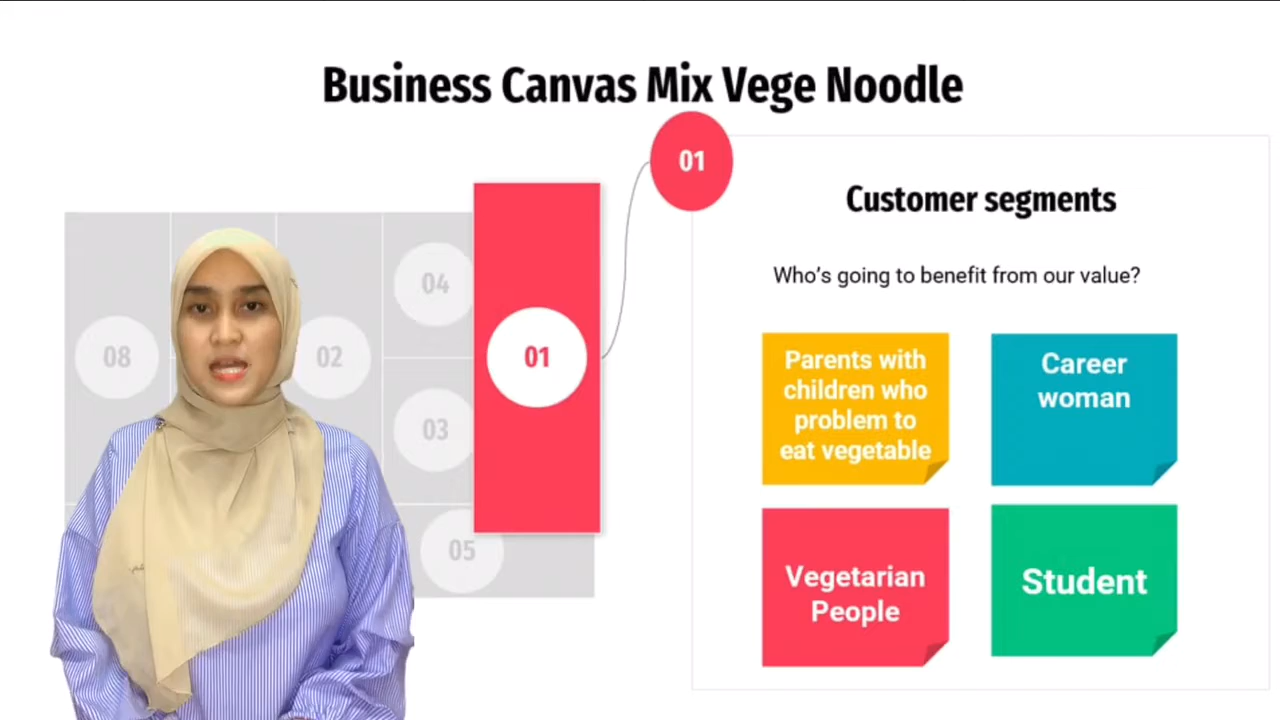 Business Canvas Mix Vege Noodle
01
Customer segments
Who's going to benefit from our value?
08
02
04
03
05
01
Parents with
children who
problem to
eat vegetable
Career
woman
Vegetarian
People
Student